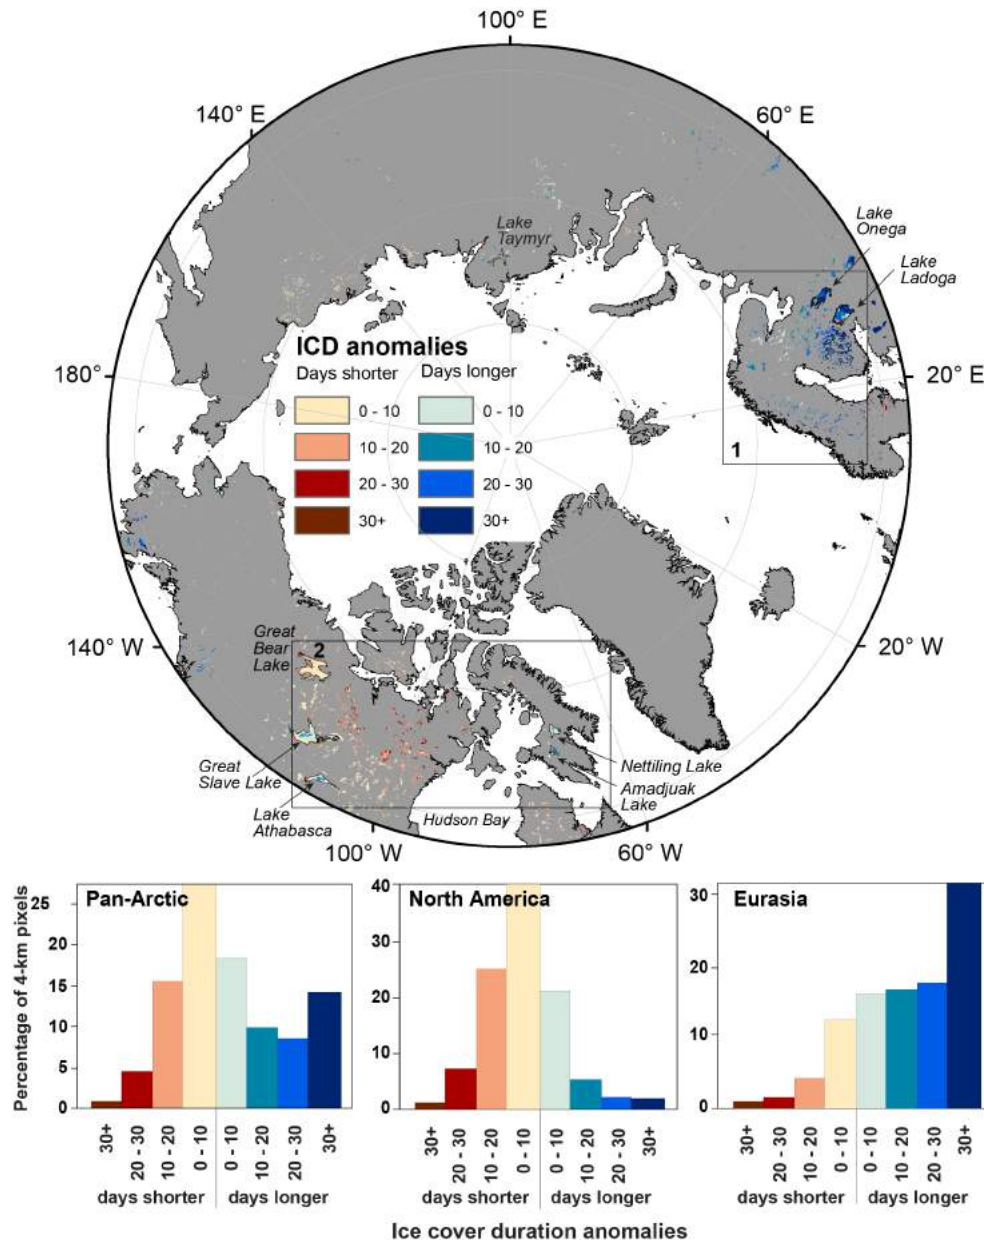 100° E
140° E
60° E
Lake
Onega
Lake
Taymyr
Lake
Ladoga
ICD anomalies
Days shorter Days longer
180°
20° E
0 - 10 0 - 10
10 - 20 10 - 20
20 - 30 20 - 30
30+ 30+
1
Great
Bear
Lake
2
140° W
20° W
Great
Slave Lake
Nettiling Lake
Amadjuak
Lake
Lake
Athabasca
Hudson Bay
100° W
60° W
Pan-Arctic
North America
Eurasia
Percentage of 4-km pixels
25
20
15
10
5
0
40
30
20
10
0
30
20
10
0
30+
20 - 30
10 - 20
0 - 10
0 - 10
10 - 20
20 - 30
30+
30+
20 - 30
10 - 20
0 - 10
0 - 10
10 - 20
20 - 30
30+
30+
20 - 30
10 - 20
0 - 10
0 - 10
10 - 20
20 - 30
30+
days shorter days longer
days shorter days longer
days shorter days longer
Ice cover duration anomalies